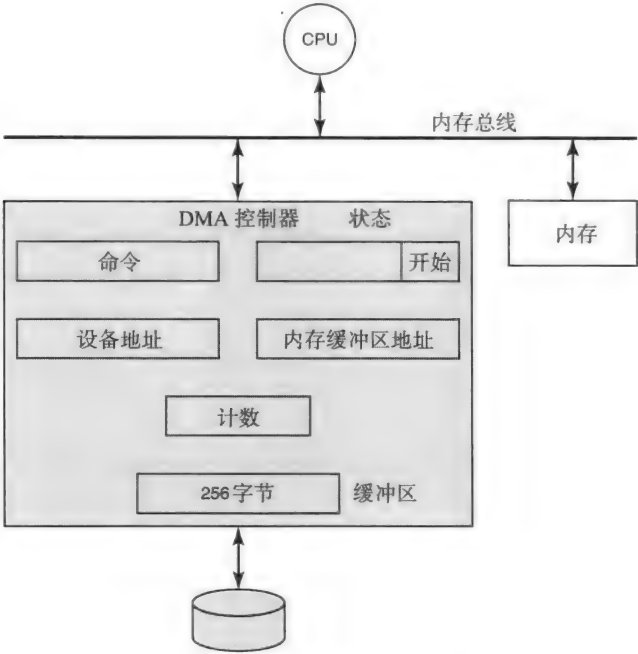 CPU
内存总线
DMA 控制器 状态
内存
命令
开始
设备地址
内存缓冲区地址
计数
256字节
缓冲区